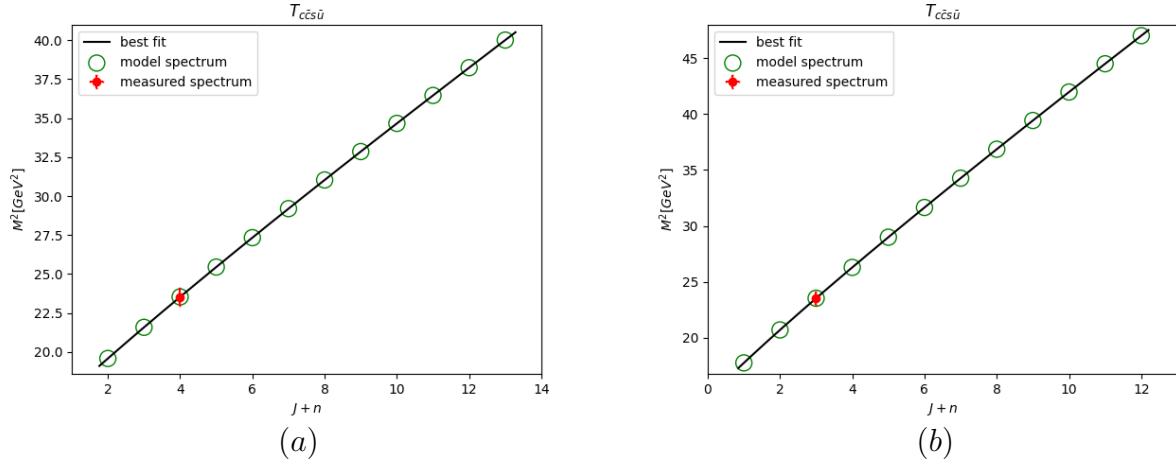 T_{c\bar{c}s\bar{u}}
best fit
model spectrum
measured spectrum
40.0
37.5
35.0
32.5
30.0
27.5
25.0
22.5
20.0
M^2[GeV^2]
2 4 6 8 10 12 14
J + n
(a)
T_{c\bar{c}s\bar{u}}
best fit
model spectrum
measured spectrum
45
40
35
30
25
20
M^2[GeV^2]
0 2 4 6 8 10 12
J + n
(b)